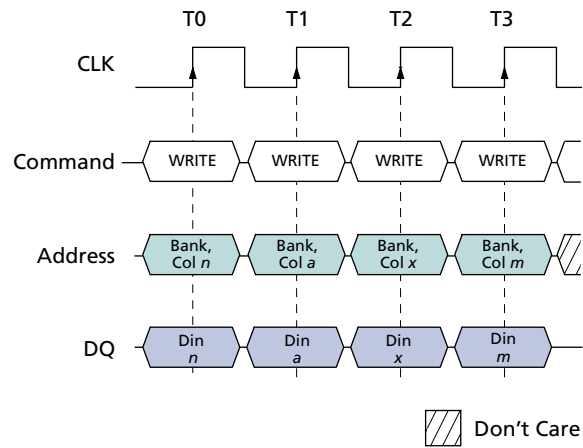 T0 T1 T2 T3
CLK
Command WRITE WRITE WRITE WRITE
Address Bank, Bank, Bank, Bank,
Col n Col a Col x Col m
DQ Din Din Din Din
n a x m
Don't Care